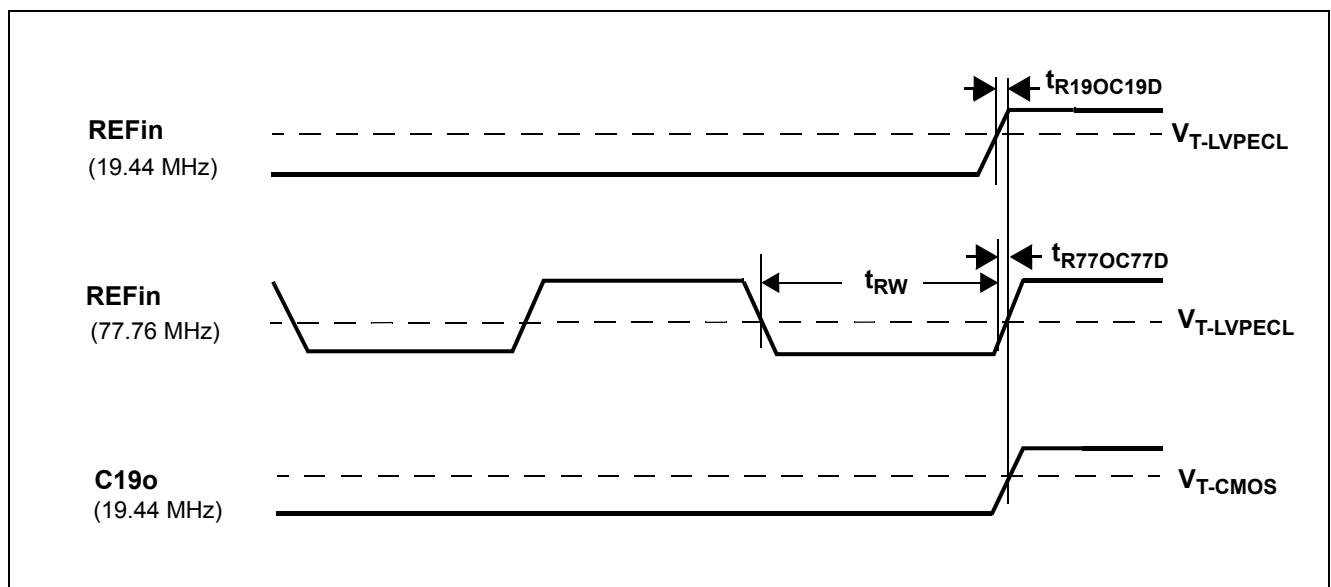 tR19OC19D
REFin
(19.44 MHz)
VT-LVPECL
tR77OC77D
REFin
(77.76 MHz)
tRW
VT-LVPECL
C19o
(19.44 MHz)
VT-CMOS